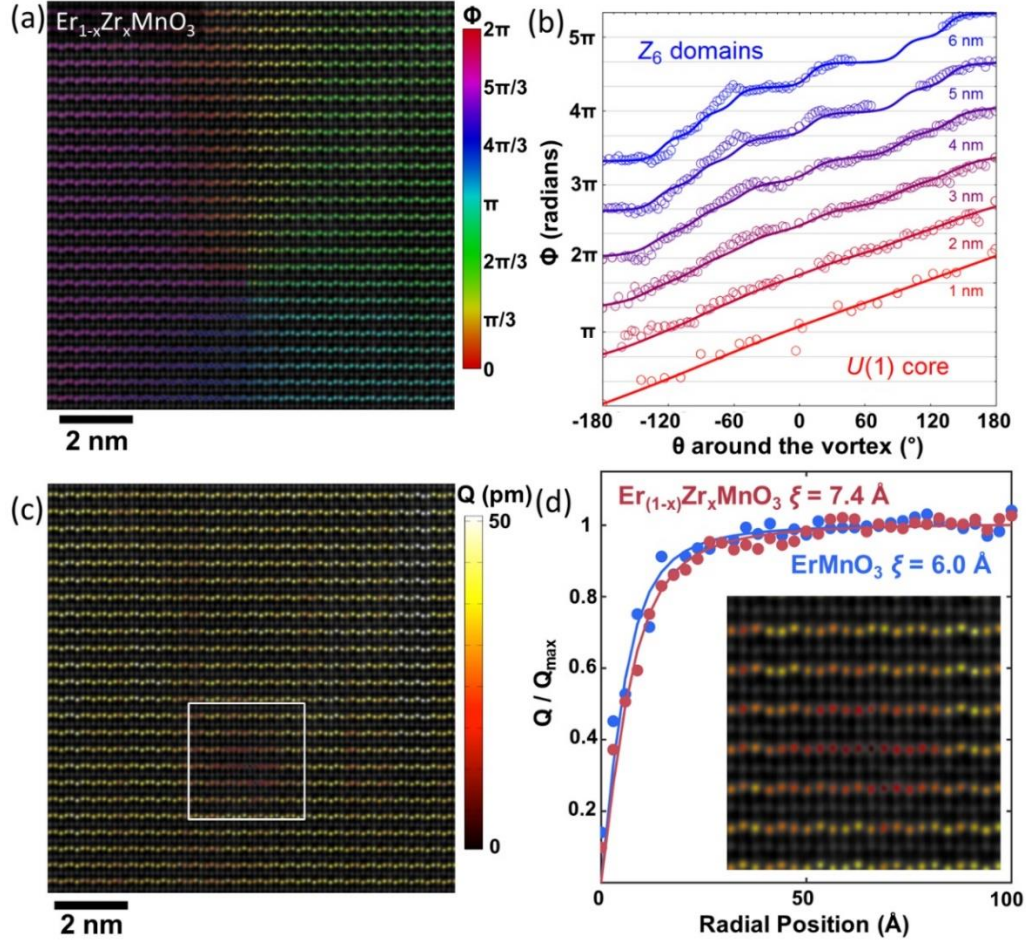 (a)
Er1-xZrxMnO3
Φ
2π
5π/3
4π/3
π
2π/3
π/3
0
2 nm
(b)
Φ (radians)
5π
4π
3π
2π
π
Z6 domains
6 nm
5 nm
4 nm
3 nm
2 nm
1 nm
U(1) core
-180 -120 -60 0 60 120 180
θ around the vortex (°)
(c)
Q (pm)
50
0
2 nm
(d)
Er(1-x)ZrxMnO3 ξ = 7.4 Å
ErMnO3 ξ = 6.0 Å
Q / Qmax
1
0.8
0.6
0.4
0.2
0 50 100
Radial Position (Å)